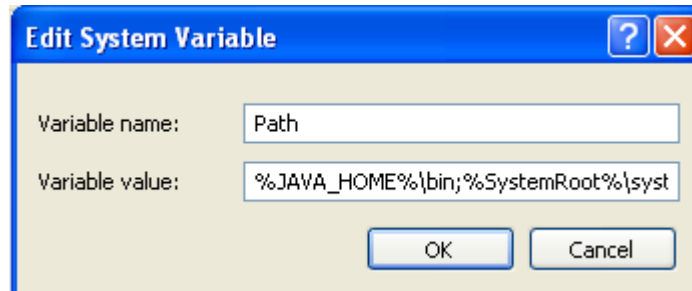 Edit System Variable
Variable name: Path
Variable value: %JAVA_HOME%\bin;%SystemRoot%\syst
OK Cancel